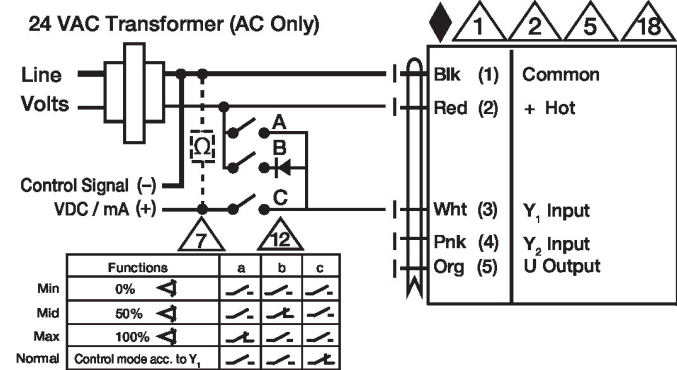 24 VAC Transformer (AC Only)
1 2 5 18
Line
Volts
Blk (1) Common
Red (2) + Hot
A
B
C
Ω
Control Signal (–)
VDC / mA (+)
Wht (3) Y₁ Input
Pnk (4) Y₂ Input
Org (5) U Output
7
12
Functions a b c
Min 0%
Mid 50%
Max 100%
Normal Control mode acc. to Y₁